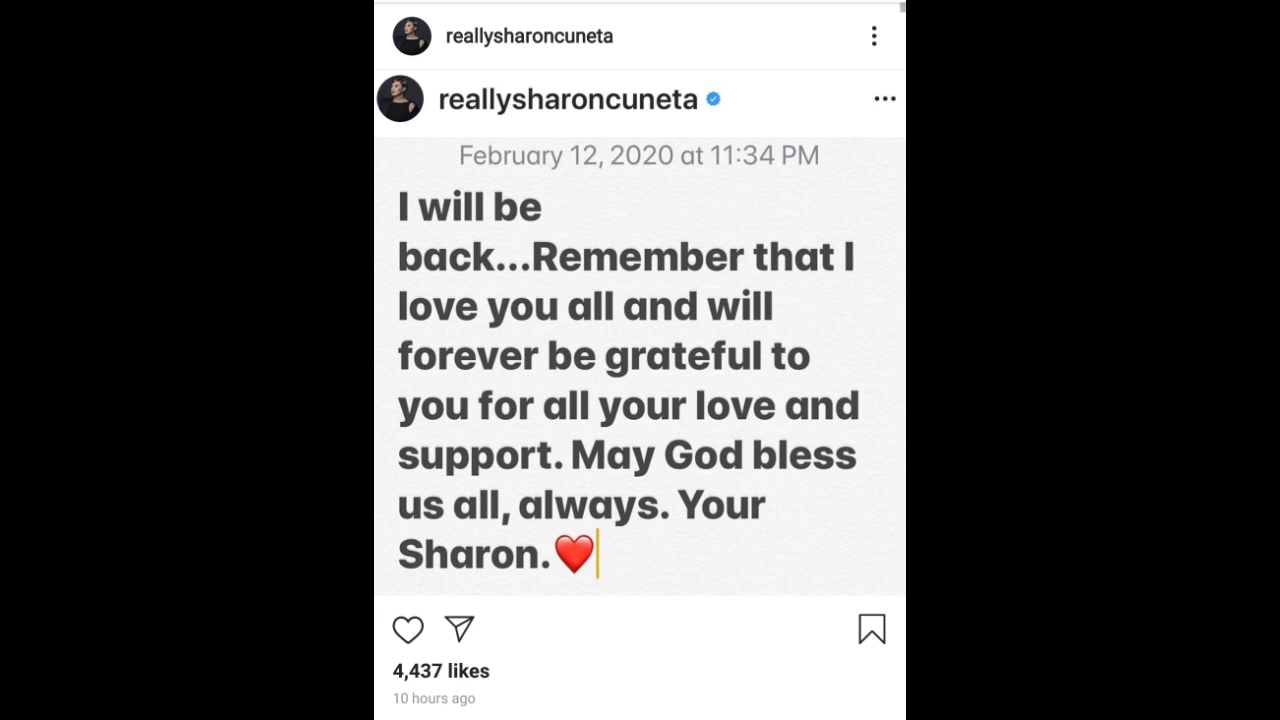 reallysharoncuneta
reallysharoncuneta
February 12, 2020 at 11:34 PM
I will be
back...Remember that I
love you all and will
forever be grateful to
you for all your love and
support. May God bless
us all, always. Your
Sharon.❤️
4,437 likes
10 hours ago